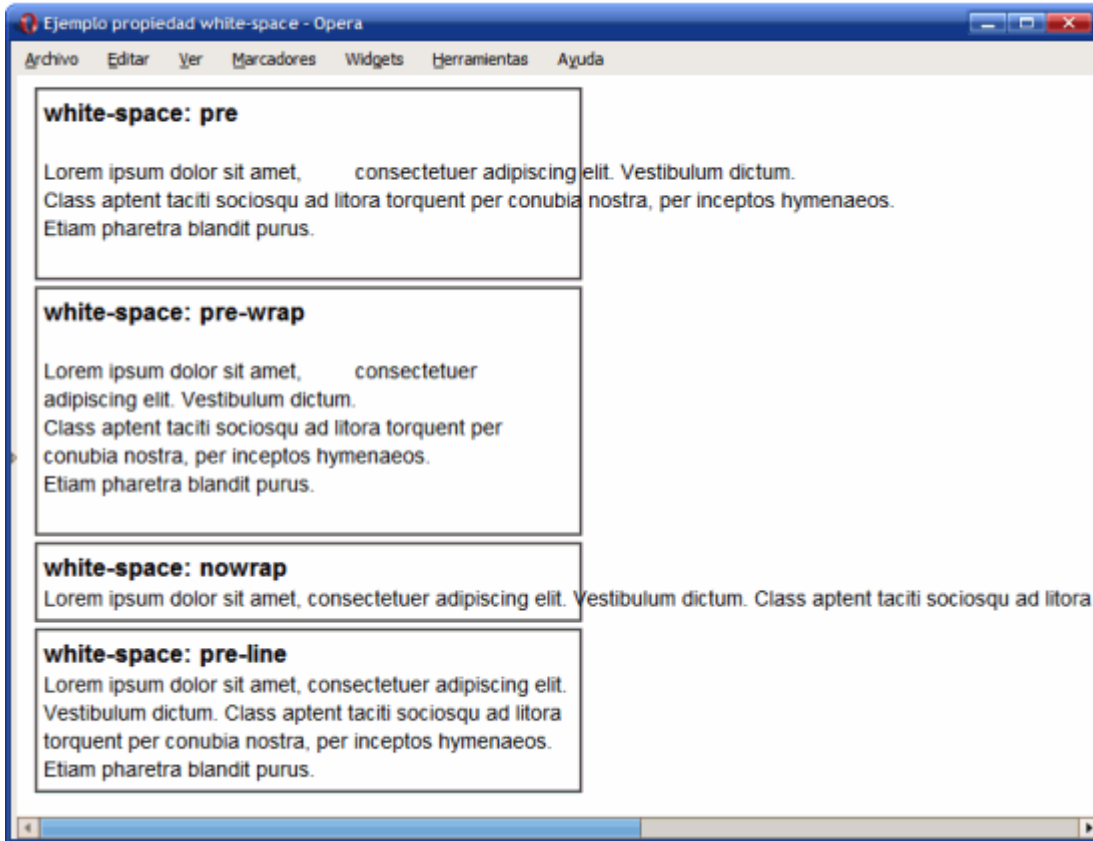 Ejemplo propiedad white-space - Opera
Archivo Editar Ver Marcadores Widgets Herramientas Ayuda
white-space: pre
Lorem ipsum dolor sit amet,       consectetuer adipiscing elit. Vestibulum dictum.
Class aptent taciti sociosqu ad litora torquent per conubia nostra, per inceptos hymenaeos.
Etiam pharetra blandit purus.
white-space: pre-wrap
Lorem ipsum dolor sit amet,       consectetuer
adipiscing elit. Vestibulum dictum.
Class aptent taciti sociosqu ad litora torquent per
conubia nostra, per inceptos hymenaeos.
Etiam pharetra blandit purus.
white-space: nowrap
Lorem ipsum dolor sit amet, consectetuer adipiscing elit. Vestibulum dictum. Class aptent taciti sociosqu ad litora
white-space: pre-line
Lorem ipsum dolor sit amet, consectetuer adipiscing elit.
Vestibulum dictum. Class aptent taciti sociosqu ad litora
torquent per conubia nostra, per inceptos hymenaeos.
Etiam pharetra blandit purus.